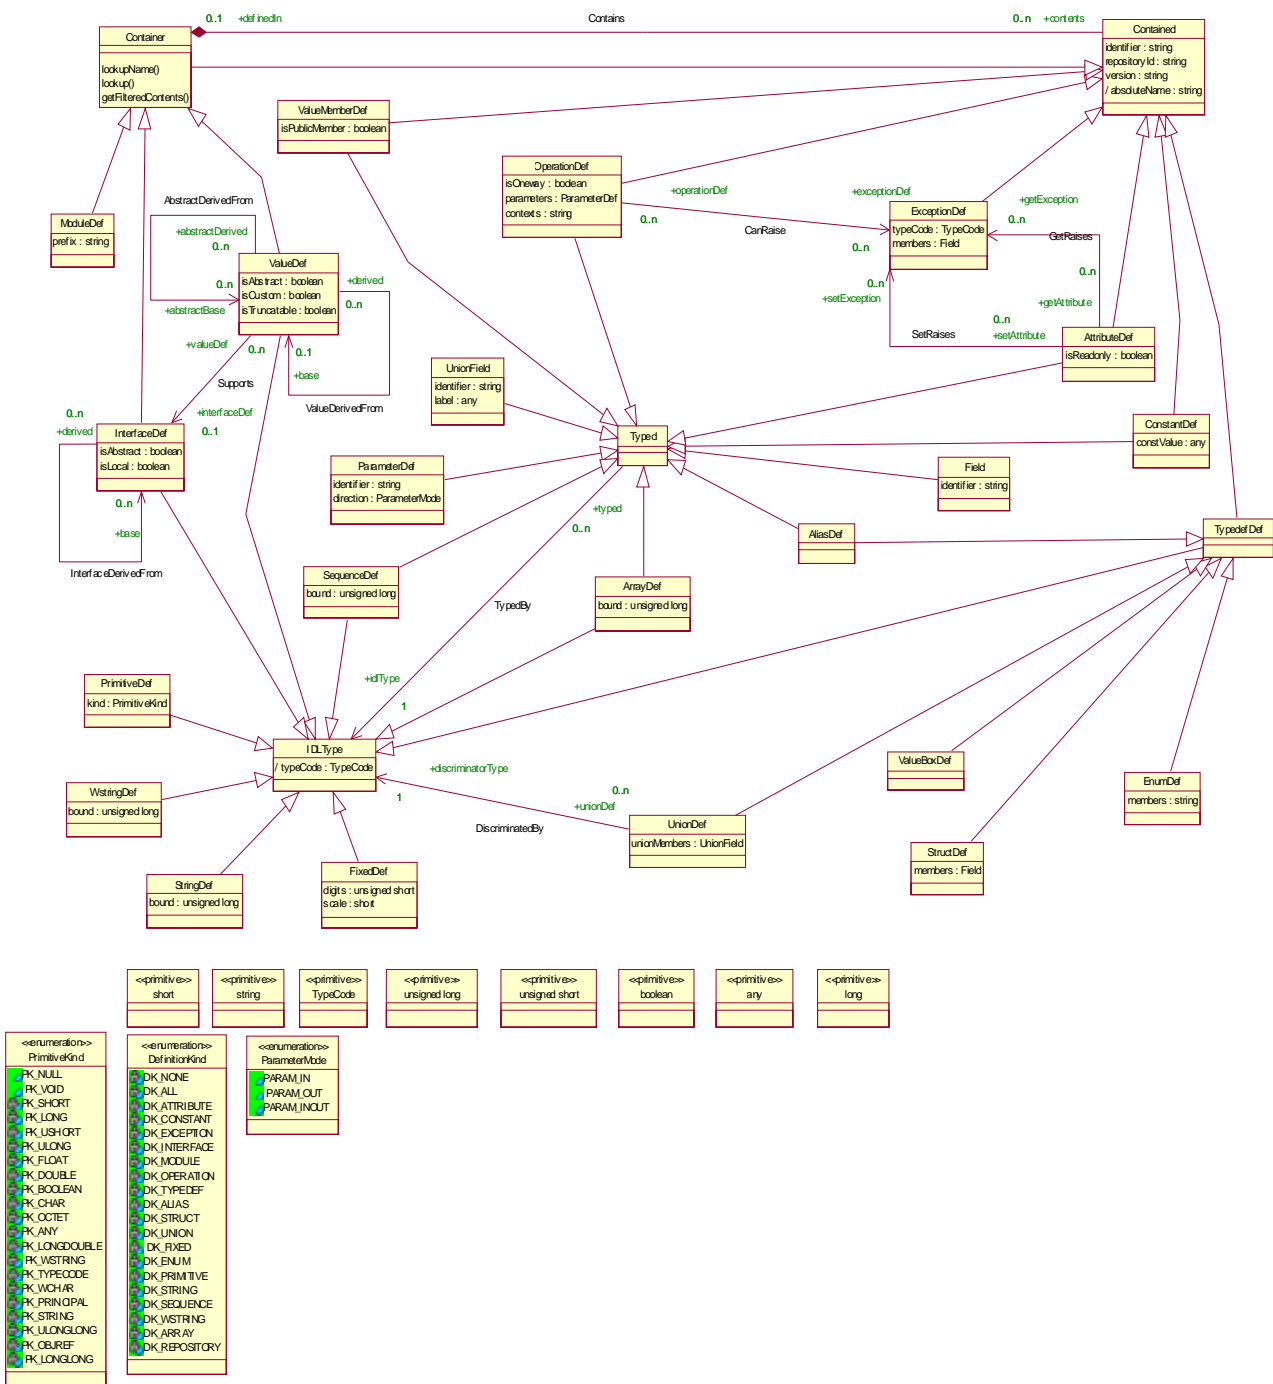 0..1 +definedIn Contains 0..n +contents
Container
lookupName()
lookup()
getFilteredContents()
Contained
identifier : string
repositoryId : string
version : string
/ absoluteName : string
ValueMemberDef
isPublicMember : boolean
OperationDef
isOneway : boolean
parameters : ParameterDef
contexts : string
+operationDef
0..n
CanRaise
+exceptionDef
0..n
ExceptionDef
typeCode : TypeCode
members : Field
+getException
0..n
GetRaises
0..n
+getAttribute
0..n
+setException
SetRaises
0..n
+setAttribute
AttributeDef
isReadonly : boolean
ModuleDef
prefix : string
AbstractDerivedFrom
+abstractDerived
0..n
0..n
+abstractBase
ValueDef
isAbstract : boolean
isCustom : boolean
isTruncatable : boolean
+derived
0..n
0..1
+base
ValueDerivedFrom
+valueDef
0..n
Supports
+interfaceDef
0..1
0..n
+derived
InterfaceDef
isAbstract : boolean
isLocal : boolean
0..n
+base
InterfaceDerivedFrom
UnionField
identifier : string
label : any
Typed
ConstantDef
constValue : any
ParameterDef
identifier : string
direction : ParameterMode
Field
identifier : string
+typed
0..n
AliasDef
TypedefDef
SequenceDef
bound : unsigned long
TypedBy
ArrayDef
bound : unsigned long
+idlType
1
PrimitiveDef
kind : PrimitiveKind
IDLType
/ typeCode : TypeCode
+discriminatorType
1
DiscriminatedBy
0..n
+unionDef
UnionDef
unionMembers : UnionField
ValueBoxDef
EnumDef
members : string
WstringDef
bound : unsigned long
StructDef
members : Field
StringDef
bound : unsigned long
FixedDef
digits : unsigned short
scale : short
<<primitive>>
short
<<primitive>>
string
<<primitive>>
TypeCode
<<primitive>>
unsigned long
<<primitive>>
unsigned short
<<primitive>>
boolean
<<primitive>>
any
<<primitive>>
long
<<enumeration>>
PrimitiveKind
PK_NULL
PK_VOID
PK_SHORT
PK_LONG
PK_USHORT
PK_ULONG
PK_FLOAT
PK_DOUBLE
PK_BOOLEAN
PK_CHAR
PK_OCTET
PK_ANY
PK_LONGDOUBLE
PK_WSTRING
PK_TYPECODE
PK_WCHAR
PK_PRINCIPAL
PK_STRING
PK_ULONGLONG
PK_OBJREF
PK_LONGLONG
<<enumeration>>
DefinitionKind
DK_NONE
DK_ALL
DK_ATTRIBUTE
DK_CONSTANT
DK_EXCEPTION
DK_INTERFACE
DK_MODULE
DK_OPERATION
DK_TYPEDEF
DK_ALIAS
DK_STRUCT
DK_UNION
DK_FIXED
DK_ENUM
DK_PRIMITIVE
DK_STRING
DK_SEQUENCE
DK_WSTRING
DK_ARRAY
DK_REPOSITORY
<<enumeration>>
ParameterMode
PARAM_IN
PARAM_OUT
PARAM_INOUT